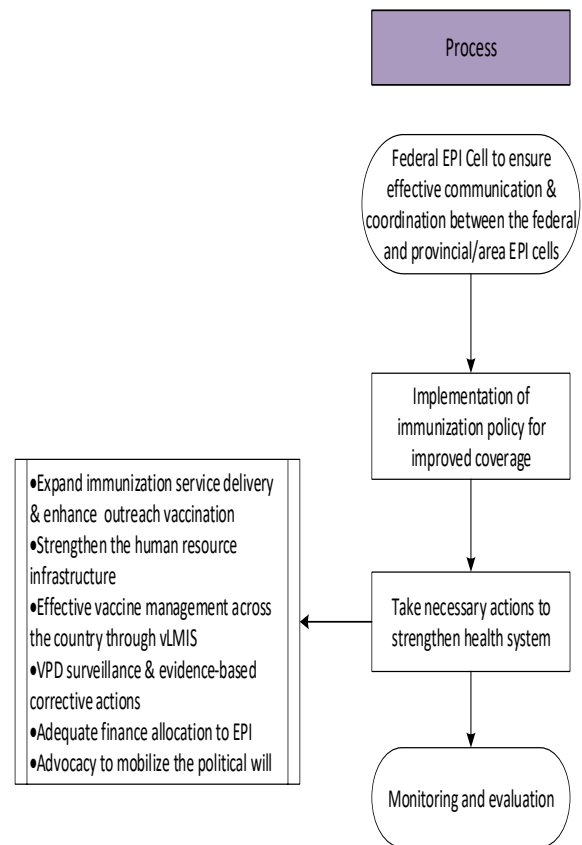 Process
Federal EPI Cell to ensure
effective communication &
coordination between the federal
and provincial/area EPI cells
Implementation of
immunization policy for
improved coverage
•Expand immunization service delivery
& enhance outreach vaccination
•Strengthen the human resource
infrastructure
•Effective vaccine management across
the country through vLMIS
•VPD surveillance & evidence-based
corrective actions
•Adequate finance allocation to EPI
•Advocacy to mobilize the political will
Take necessary actions to
strengthen health system
Monitoring and evaluation